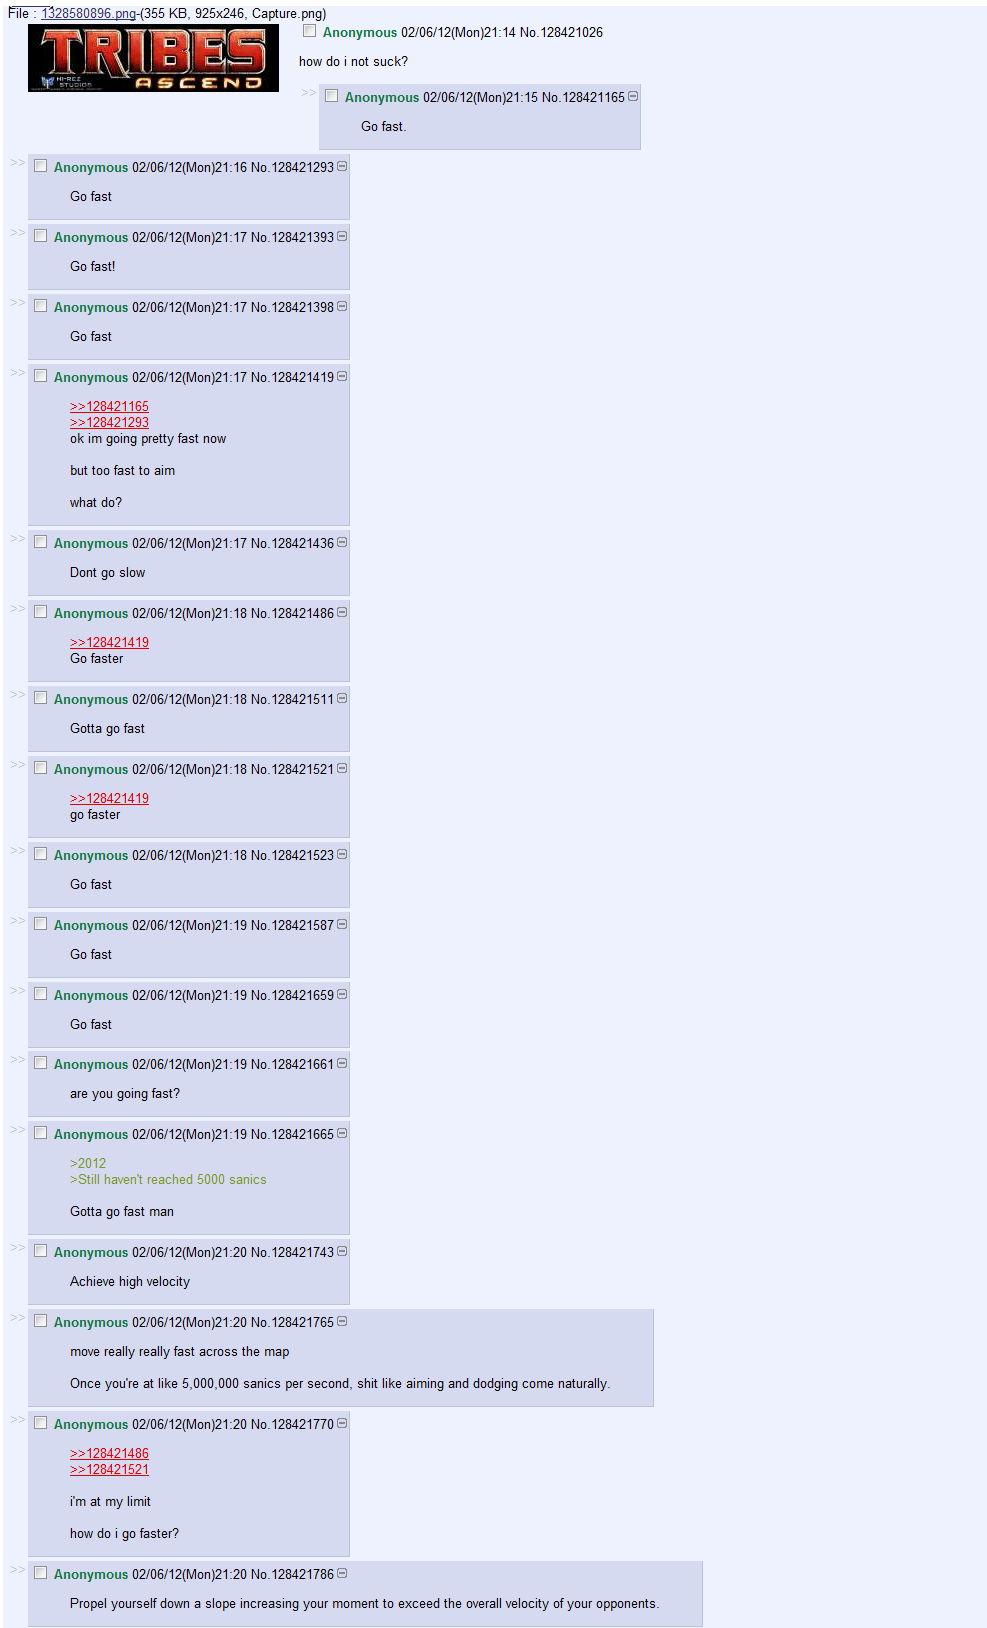 File : 1328580896.png-(355 KB, 925x246, Capture.png)
TRIBES
HI-REZ
STUDIOS
ASCEND
Anonymous 02/06/12(Mon)21:14 No.128421026
how do i not suck?
>> Anonymous 02/06/12(Mon)21:15 No.128421165
Go fast.
>> Anonymous 02/06/12(Mon)21:16 No.128421293
Go fast
>> Anonymous 02/06/12(Mon)21:17 No.128421393
Go fast!
>> Anonymous 02/06/12(Mon)21:17 No.128421398
Go fast
>> Anonymous 02/06/12(Mon)21:17 No.128421419
>>128421165
>>128421293
ok im going pretty fast now
but too fast to aim
what do?
>> Anonymous 02/06/12(Mon)21:17 No.128421436
Dont go slow
>> Anonymous 02/06/12(Mon)21:18 No.128421486
>>128421419
Go faster
>> Anonymous 02/06/12(Mon)21:18 No.128421511
Gotta go fast
>> Anonymous 02/06/12(Mon)21:18 No.128421521
>>128421419
go faster
>> Anonymous 02/06/12(Mon)21:18 No.128421523
Go fast
>> Anonymous 02/06/12(Mon)21:19 No.128421587
Go fast
>> Anonymous 02/06/12(Mon)21:19 No.128421659
Go fast
>> Anonymous 02/06/12(Mon)21:19 No.128421661
are you going fast?
>> Anonymous 02/06/12(Mon)21:19 No.128421665
>2012
>Still haven't reached 5000 sanics
Gotta go fast man
>> Anonymous 02/06/12(Mon)21:20 No.128421743
Achieve high velocity
>> Anonymous 02/06/12(Mon)21:20 No.128421765
move really really fast across the map
Once you're at like 5,000,000 sanics per second, shit like aiming and dodging come naturally.
>> Anonymous 02/06/12(Mon)21:20 No.128421770
>>128421486
>>128421521
i'm at my limit
how do i go faster?
>> Anonymous 02/06/12(Mon)21:20 No.128421786
Propel yourself down a slope increasing your moment to exceed the overall velocity of your opponents.